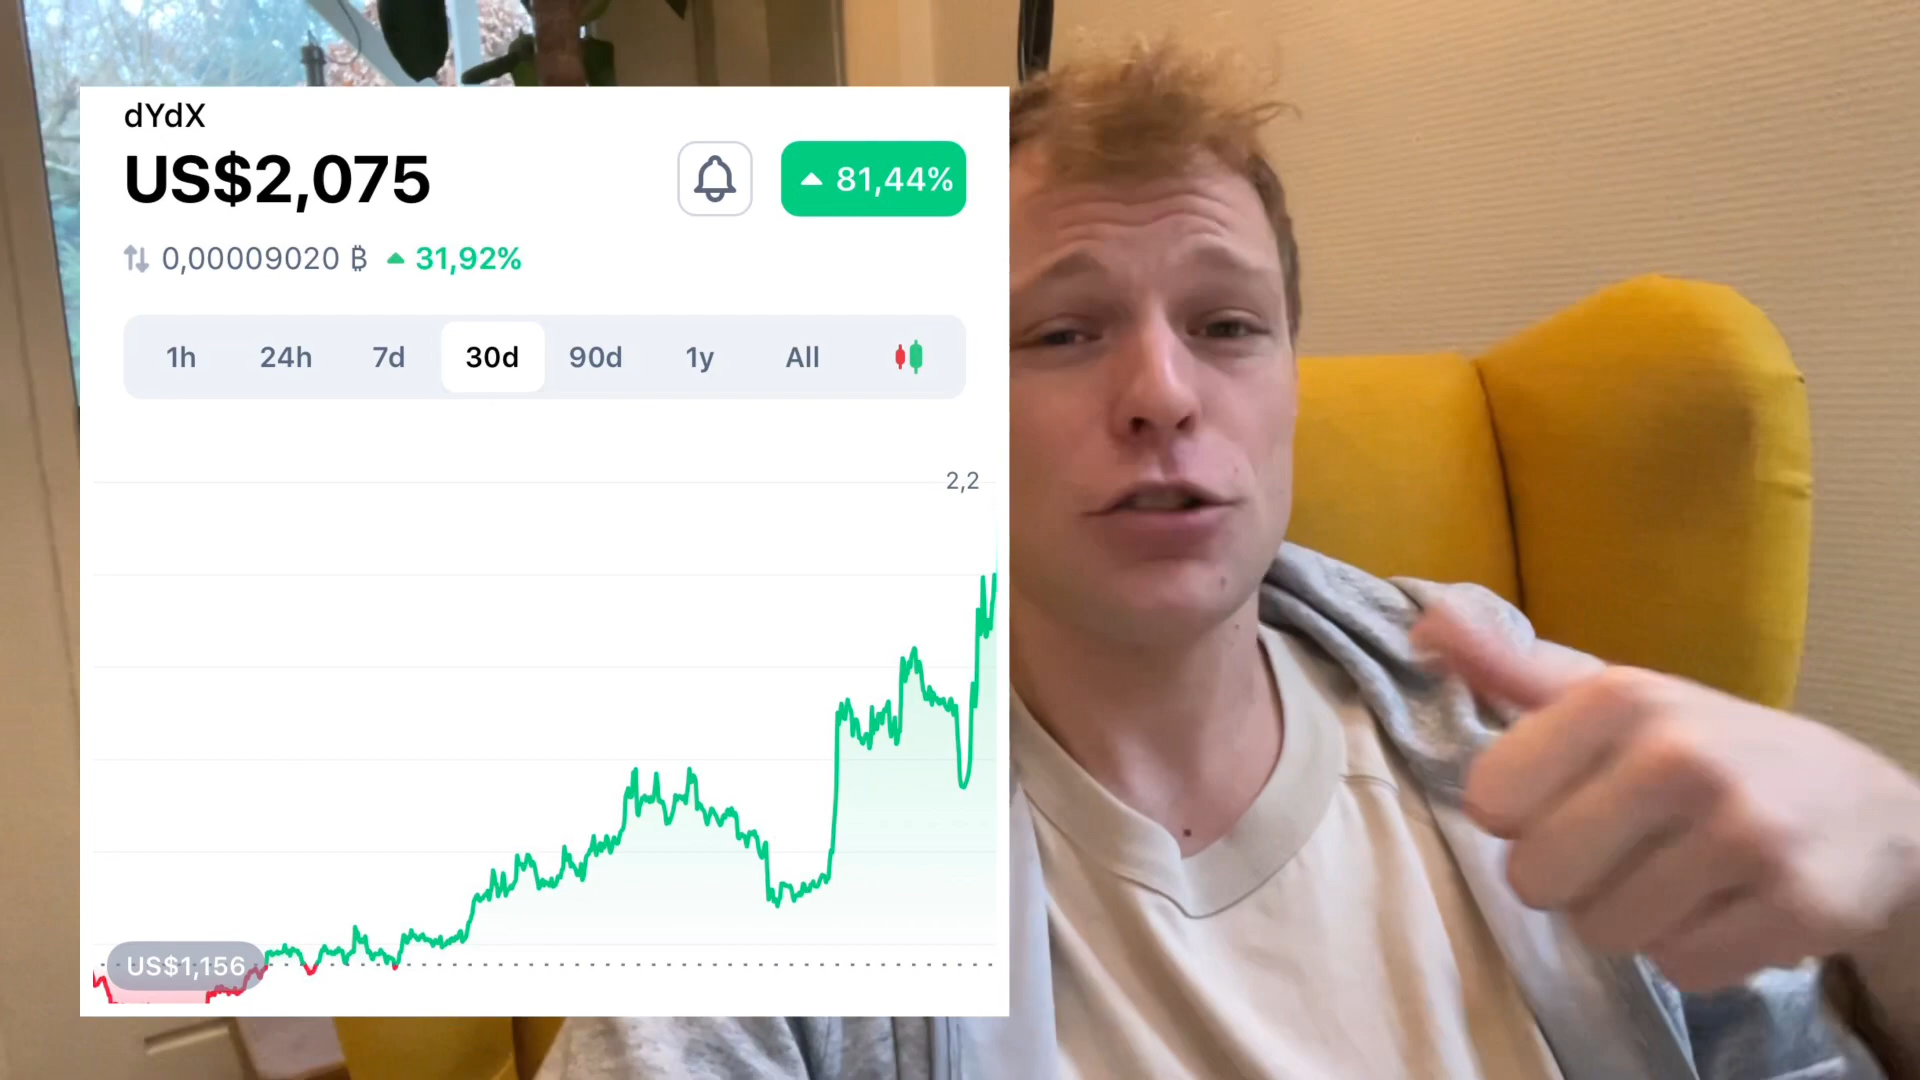 dYdX
US$2,075
▲ 81,44%
0,00009020 ₿ ▲ 31,92%
1h 24h 7d 30d 90d 1y All
2,2
US$1,156